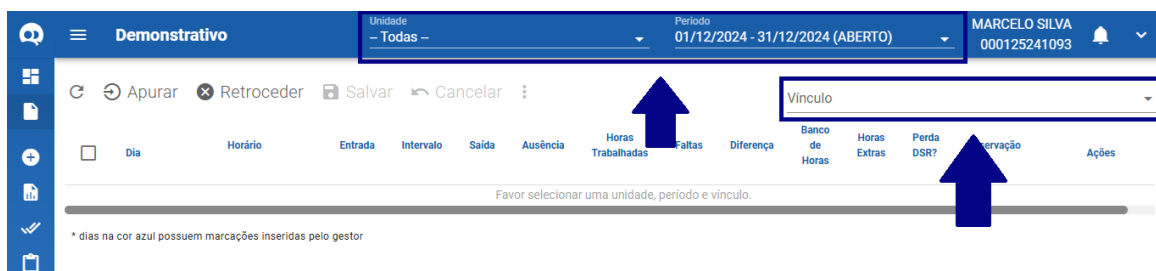 Demonstrativo
Unidade
-- Todas --
Período
01/12/2024 - 31/12/2024 (ABERTO)
MARCELO SILVA
000125241093
Apurar
Retroceder
Salvar
Cancelar
Vínculo
Dia
Horário
Entrada
Intervalo
Saída
Ausência
Horas
Trabalhadas
Faltas
Diferença
Banco
de
Horas
Horas
Extras
Perda
DSR?
Ações
Favor selecionar uma unidade, período e vínculo.
* dias na cor azul possuem marcações inseridas pelo gestor